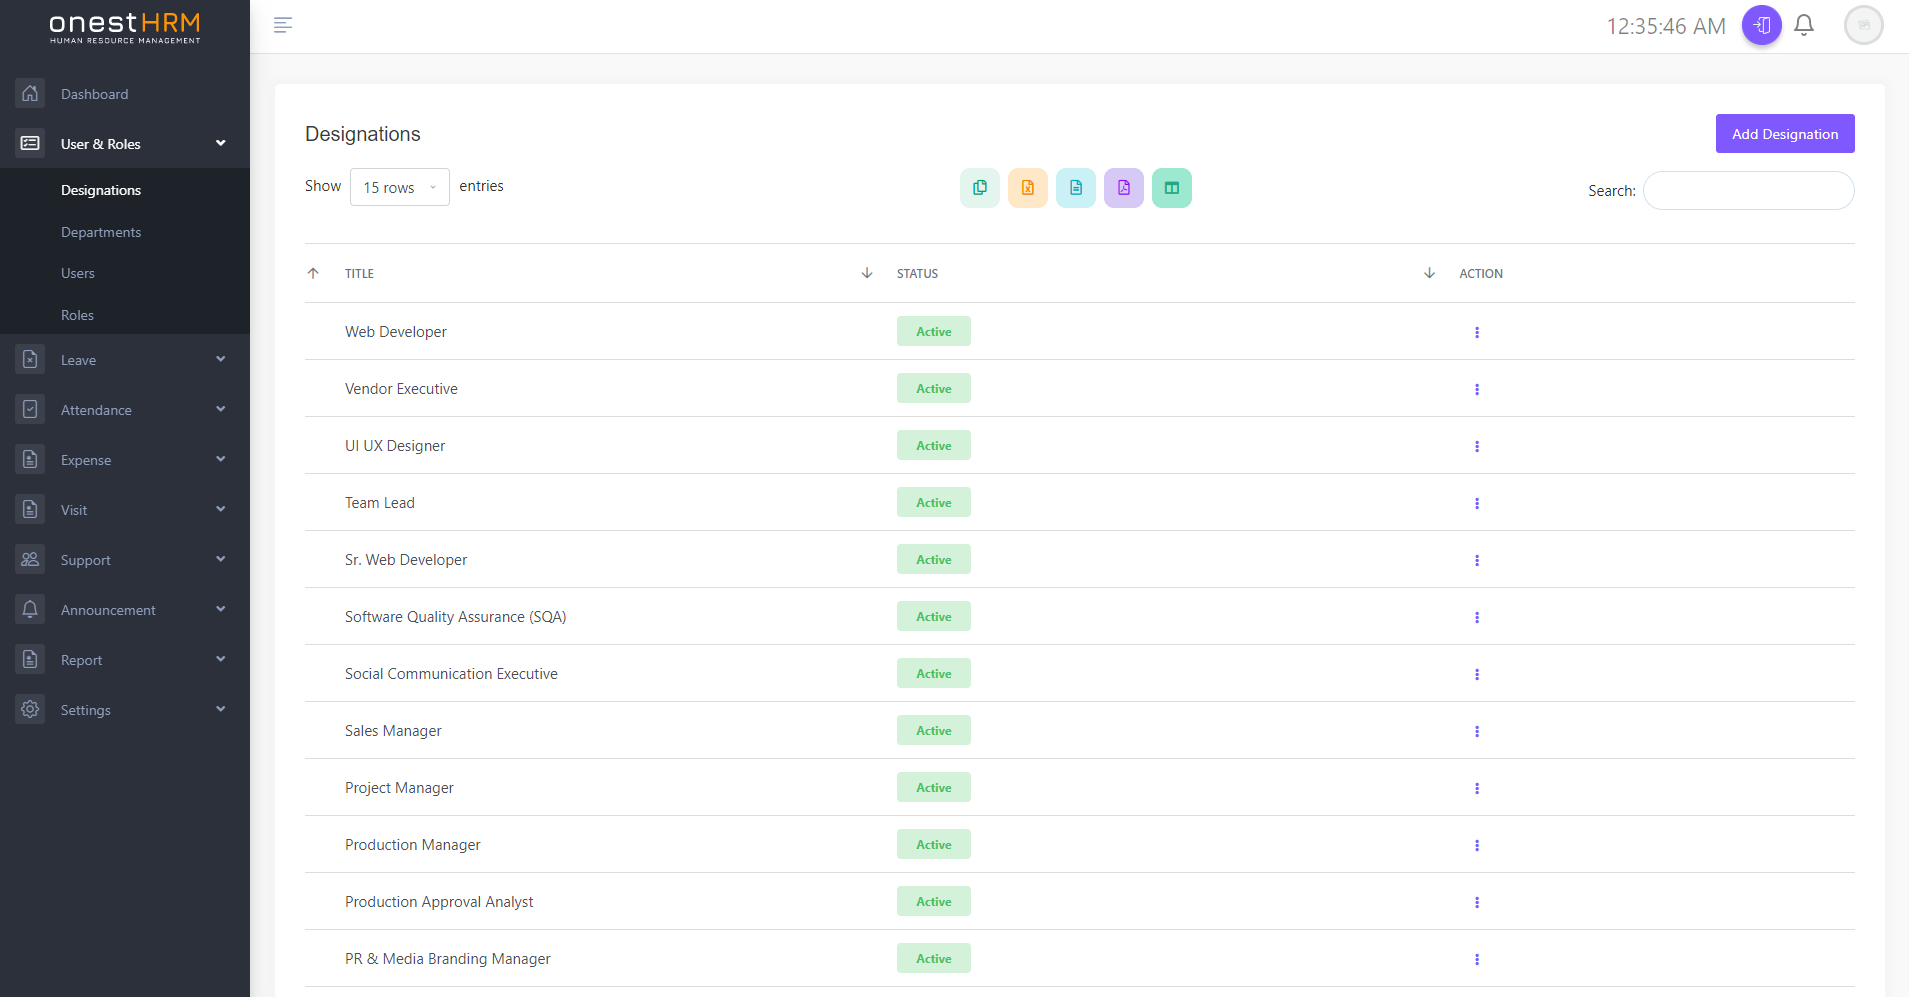 onestHRM
HUMAN RESOURCE MANAGEMENT
12:35:46 AM
Dashboard
User & Roles
Designations
Departments
Users
Roles
Leave
Attendance
Expense
Visit
Support
Announcement
Report
Settings
Designations
Add Designation
Show 15 rows entries
Search:
TITLE STATUS ACTION
Web Developer Active
Vendor Executive Active
UI UX Designer Active
Team Lead Active
Sr. Web Developer Active
Software Quality Assurance (SQA) Active
Social Communication Executive Active
Sales Manager Active
Project Manager Active
Production Manager Active
Production Approval Analyst Active
PR & Media Branding Manager Active